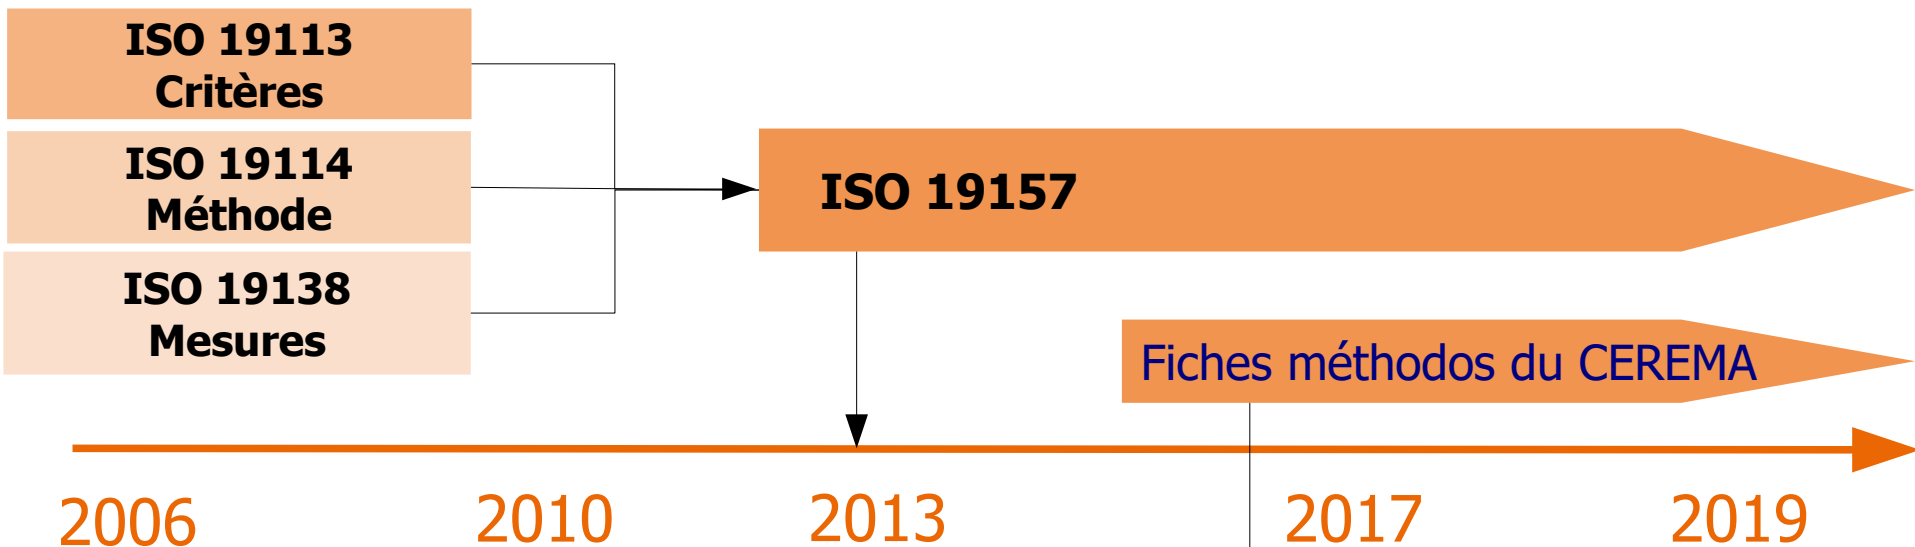 ISO 19113
Critères
ISO 19114
Méthode
ISO 19138
Mesures
ISO 19157
Fiches méthodos du CEREMA
2006
2010
2013
2017
2019